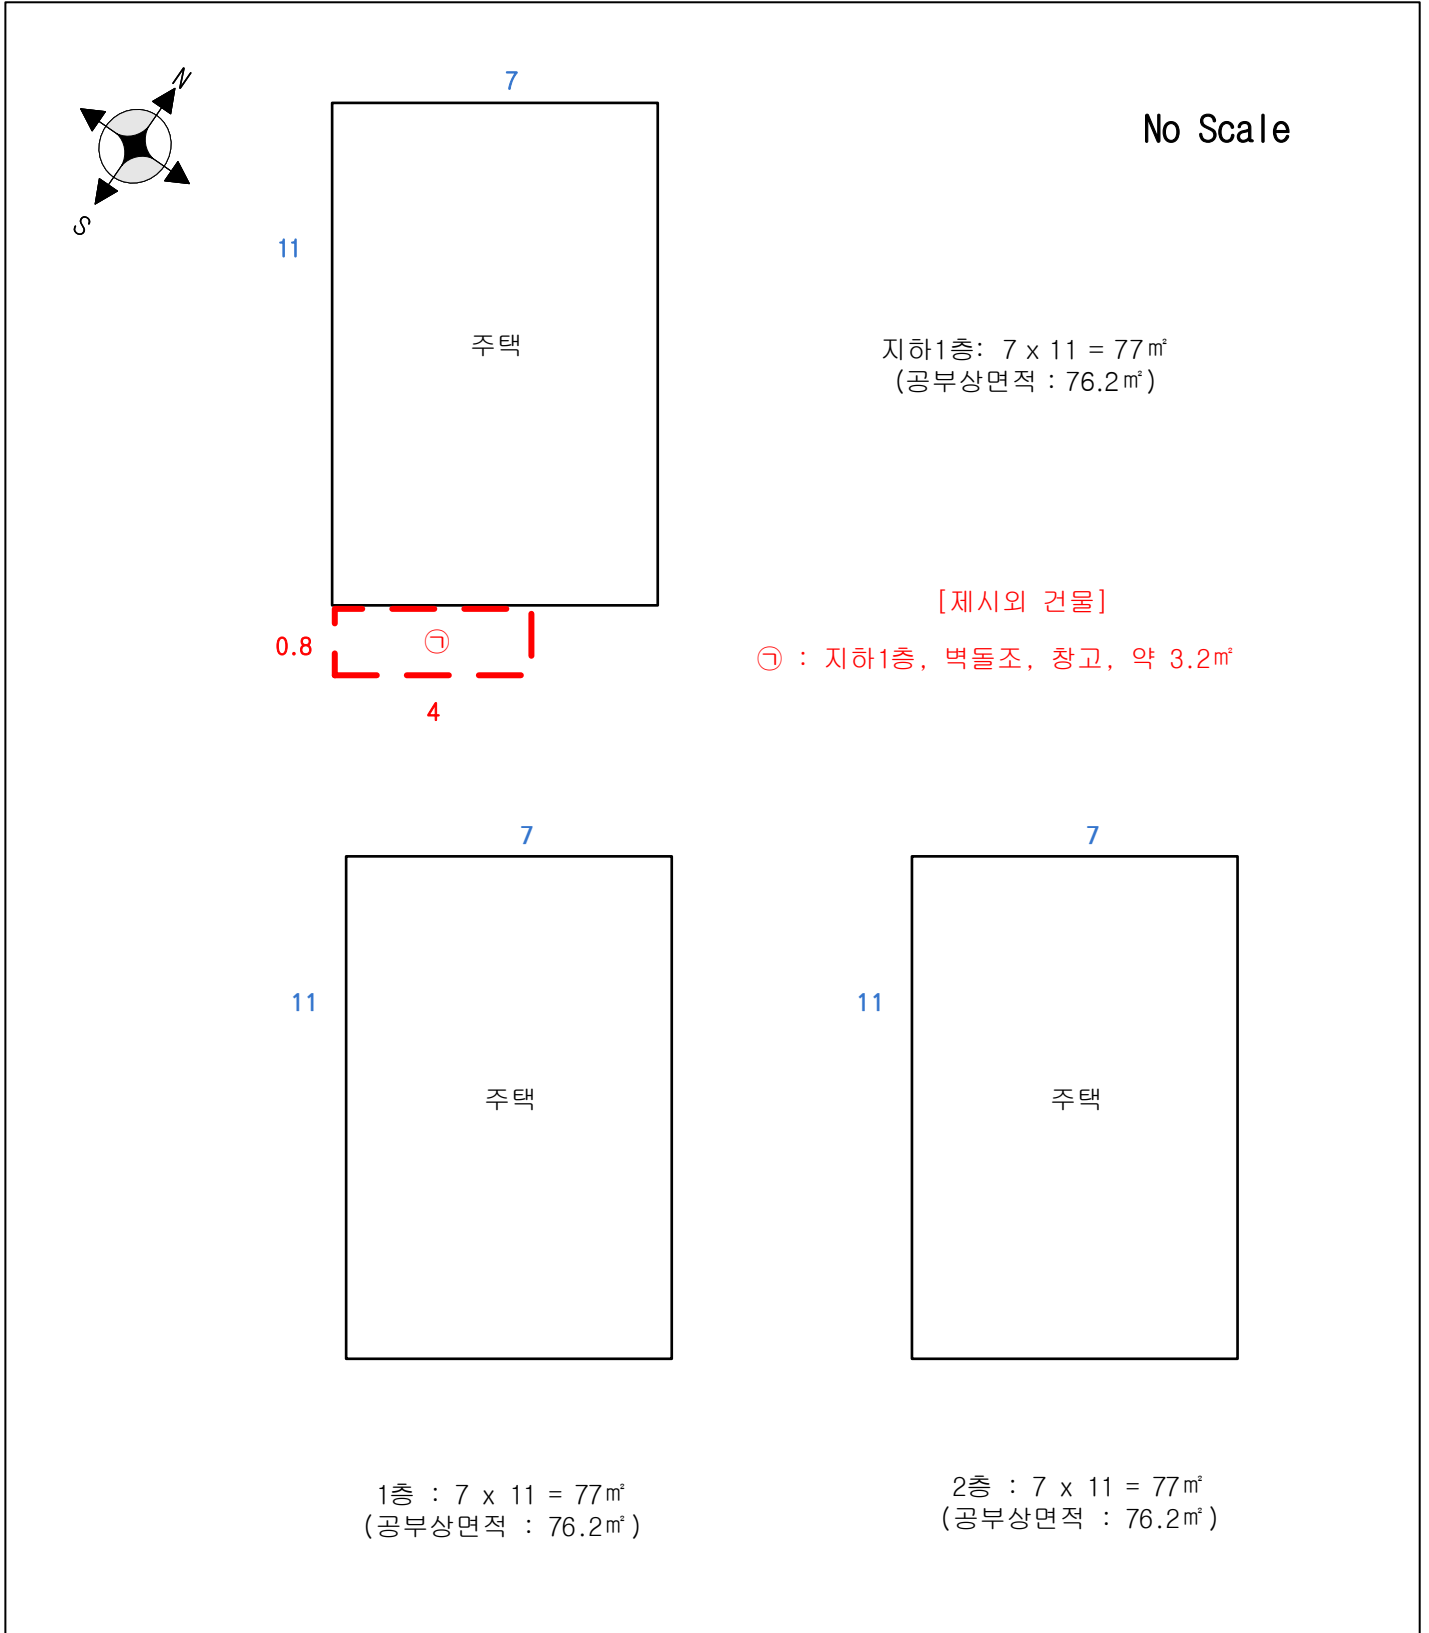 N
S
7
No Scale
11
주택
지하1층: 7 x 11 = 77㎡
(공부상면적 : 76.2㎡)
[제시외 건물]
㉠ : 지하1층, 벽돌조, 창고, 약 3.2㎡
0.8
㉠
4
7
11
주택
7
11
주택
1층 : 7 x 11 = 77㎡
(공부상면적 : 76.2㎡)
2층 : 7 x 11 = 77㎡
(공부상면적 : 76.2㎡)